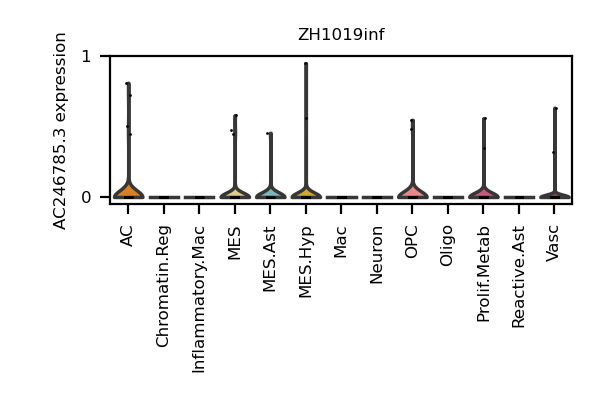 ZH1019inf
AC246785.3 expression
1
0
AC
Chromatin.Reg
Inflammatory.Mac
MES
MES.Ast
MES.Hyp
Mac
Neuron
OPC
Oligo
Prolif.Metab
Reactive.Ast
Vasc